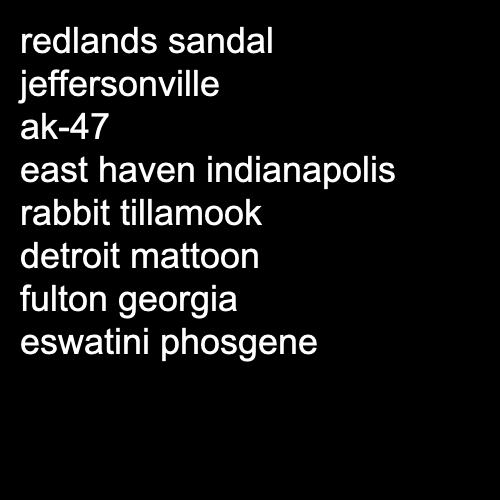 redlands sandal
jeffersonville
ak-47
east haven indianapolis
rabbit tillamook
detroit mattoon
fulton georgia
eswatini phosgene